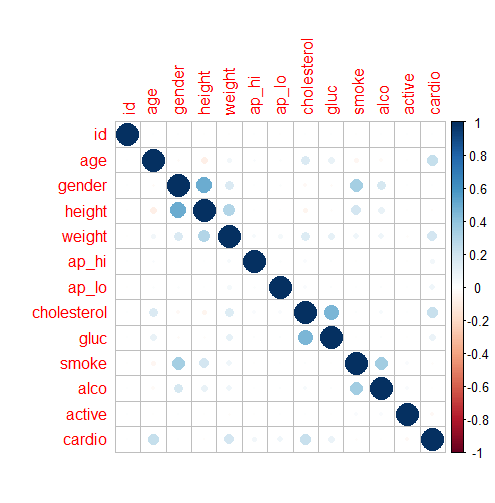 id
age
gender
height
weight
ap_hi
ap_lo
cholesterol
gluc
smoke
alco
active
cardio
id
age
gender
height
weight
ap_hi
ap_lo
cholesterol
gluc
smoke
alco
active
cardio
1
0.8
0.6
0.4
0.2
0
-0.2
-0.4
-0.6
-0.8
-1